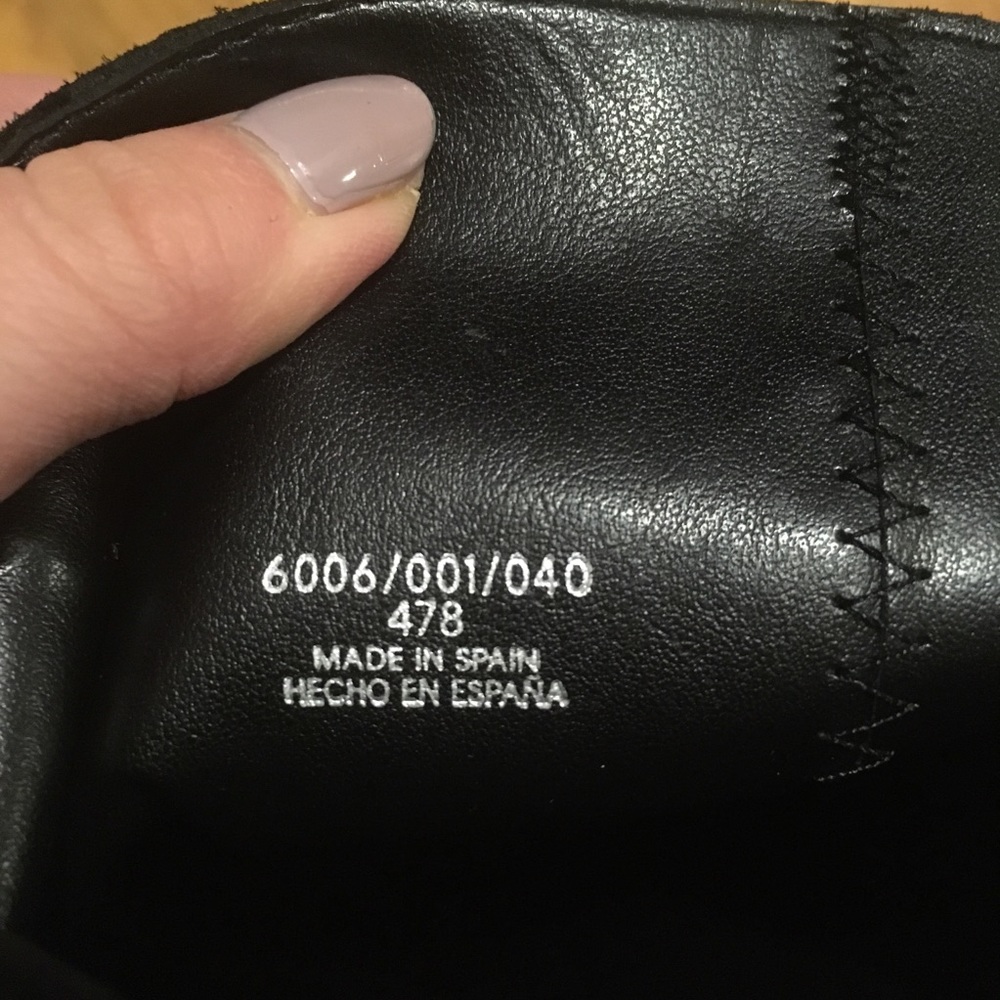 6006/001/040
478
MADE IN SPAIN
HECHO EN ESPAÑA